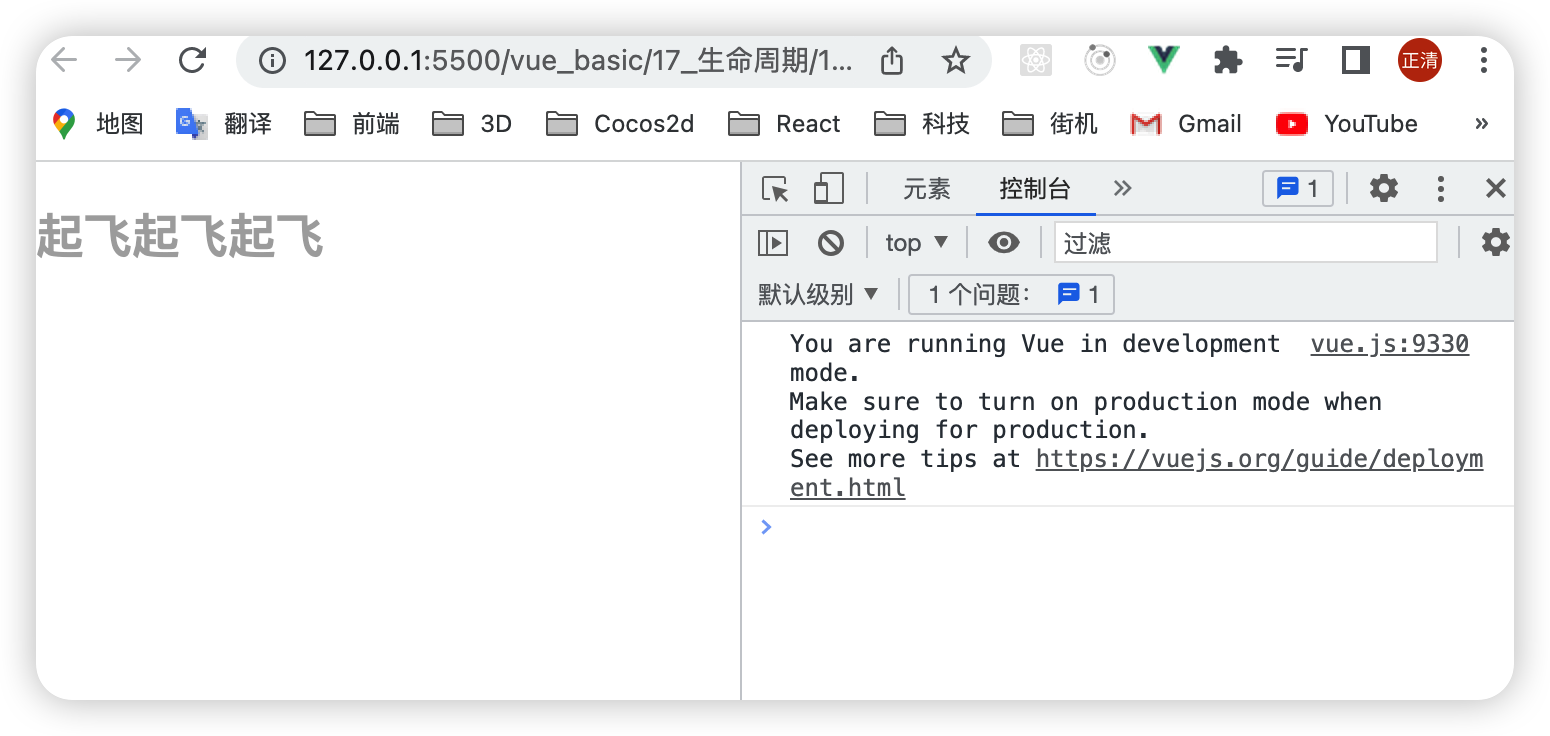 127.0.0.1:5500/vue_basic/17_生命周期/1... 正清
地图 翻译 前端 3D Cocos2d React 科技 街机 Gmail YouTube »
元素 控制台 1
top 过滤
默认级别 1 个问题: 1
起飞起飞起飞
You are running Vue in development vue.js:9330
mode.
Make sure to turn on production mode when
deploying for production.
See more tips at https://vuejs.org/guide/deploym
ent.html